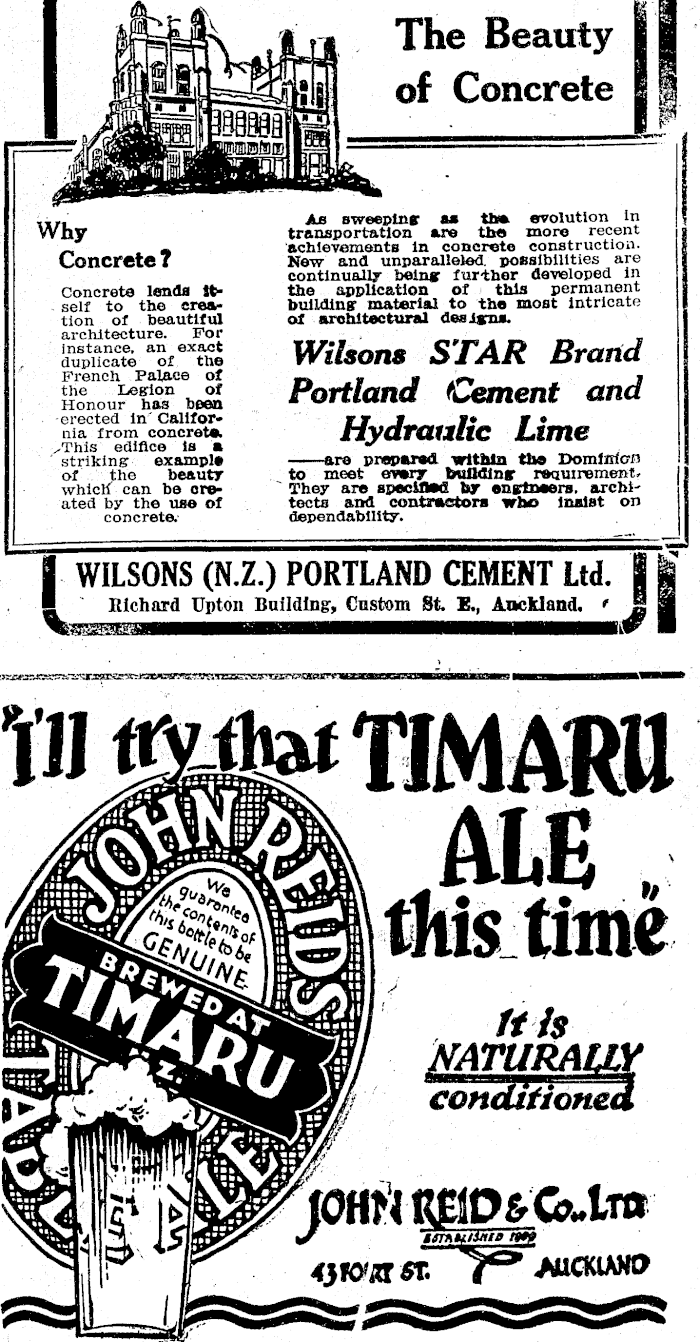 The Beauty
of Concrete
Why
Concrete?
Concrete lends it-
self to the crea-
tion of beautiful
architecture. For
instance, an exact
duplicate of the
French Palace of
the Legion of
Honour has been
erected in Califor-
nia from concrete.
This edifice is a
striking example
of the beauty
which can be cre-
ated by the use of
concrete.
As sweeping as the evolution in
transportation are the more recent
achievements in concrete construction.
New and unparalleled possibilities are
continually being further developed in
the application of this permanent
building material to the most intricate
of architectural designs.
Wilsons STAR Brand
Portland Cement and
Hydraulic Lime
—are prepared within the Dominion
to meet every building requirement.
They are specified by engineers, archi-
tects and contractors who insist on
dependability.
WILSONS (N.Z.) PORTLAND CEMENT Ltd.
Richard Upton Building, Custom St. E., Auckland.
"I'll try that TIMARU
ALE
this time"
JOHN REIDS
We
guarantee
the contents of
this bottle to be
GENUINE
BREWED AT
TIMARU
N.Z.
ALE
It is
NATURALLY
conditioned
JOHN REID & Co., LTD
ESTABLISHED 1909
43 FORT ST. AUCKLAND